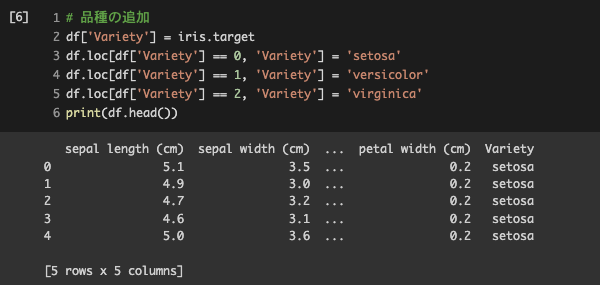 [6] 1 # 品種の追加
2 df['Variety'] = iris.target
3 df.loc[df['Variety'] == 0, 'Variety'] = 'setosa'
4 df.loc[df['Variety'] == 1, 'Variety'] = 'versicolor'
5 df.loc[df['Variety'] == 2, 'Variety'] = 'virginica'
6 print(df.head())
sepal length (cm) sepal width (cm) ... petal width (cm) Variety
0 5.1 3.5 ... 0.2 setosa
1 4.9 3.0 ... 0.2 setosa
2 4.7 3.2 ... 0.2 setosa
3 4.6 3.1 ... 0.2 setosa
4 5.0 3.6 ... 0.2 setosa
[5 rows x 5 columns]